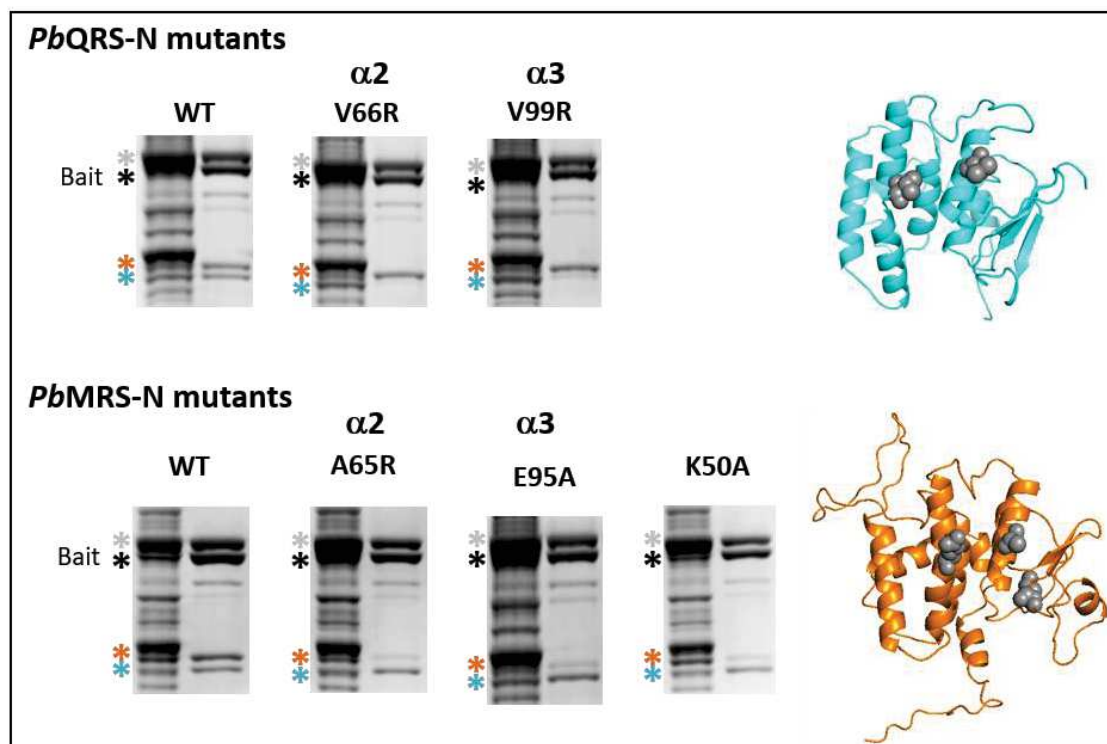 PbQRS-N mutants
α2 α3
WT V66R V99R
* *
Bait * * *
* * *
* * *
PbMRS-N mutants
α2 α3
WT A65R E95A K50A
* * * *
Bait * * * *
* * * *
* * * *